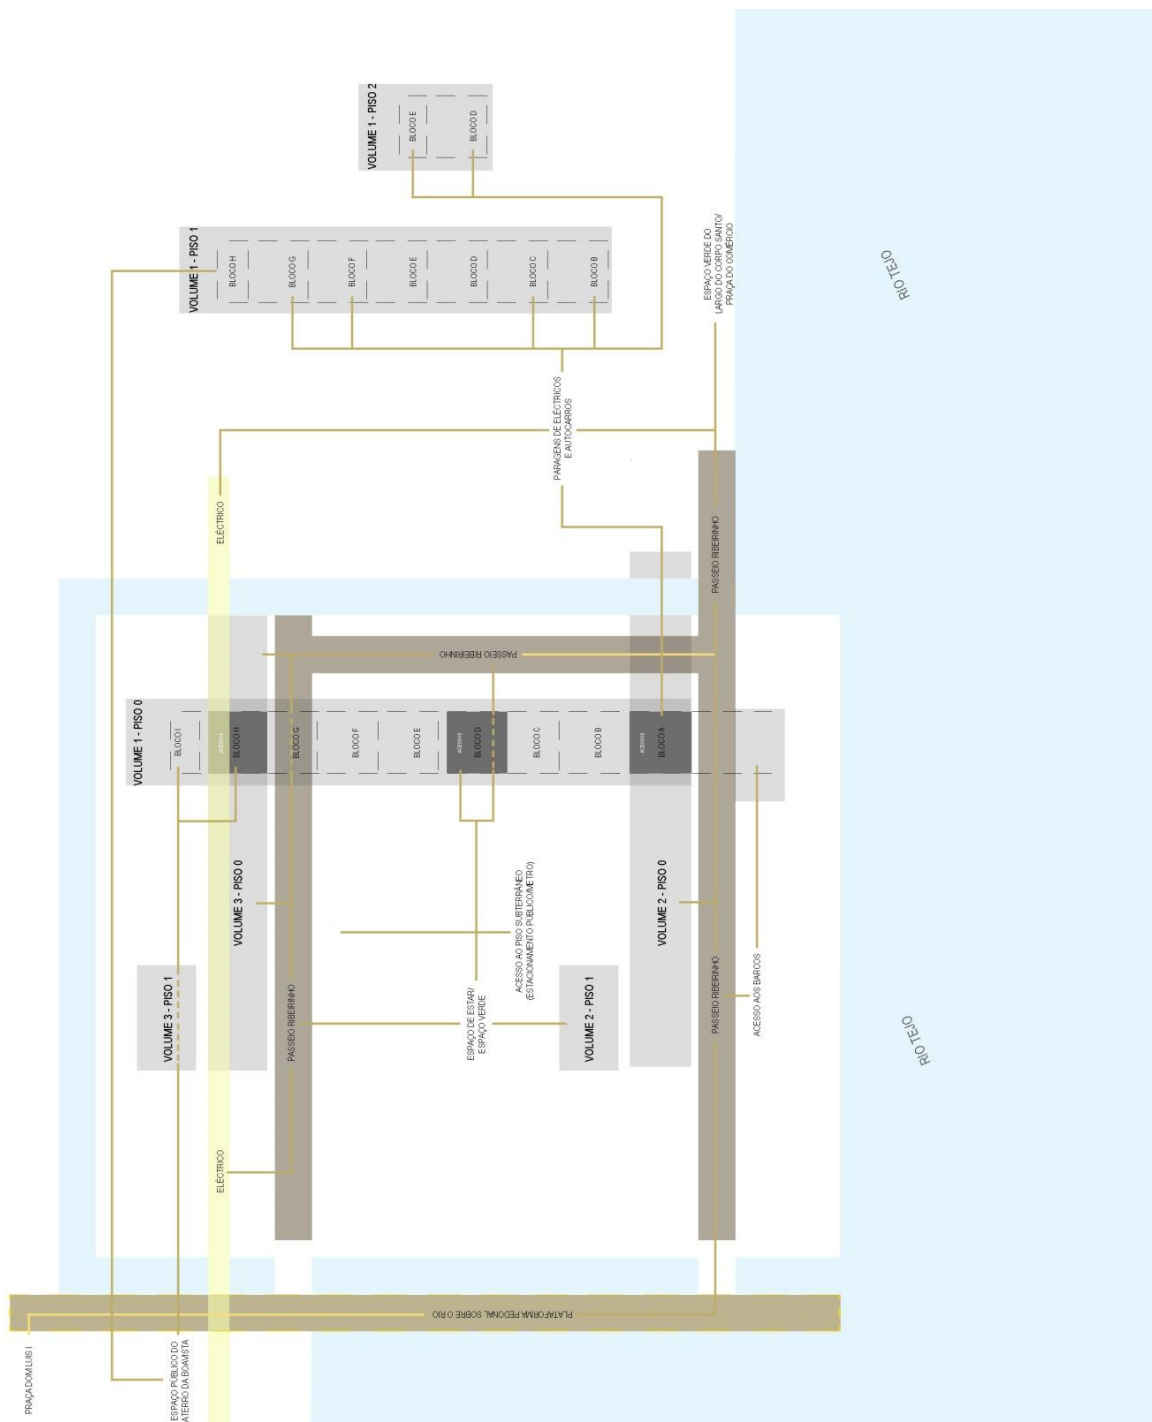 VOLUME 1 - PISO 2
BLOCO E
BLOCO D
VOLUME 1 - PISO 1
BLOCO H
BLOCO G
BLOCO F
BLOCO E
BLOCO D
BLOCO C
BLOCO B
ESPAÇO VERDE DO
LARGO DO CORPO SANTO/
PRAÇA DO COMÉRCIO
RIO TEJO
PARAGENS DE ELÉCTRICOS
E AUTOCARROS
ELÉCTRICO
PASSEIO RIBEIRINHO
PASSEIO RIBEIRINHO
VOLUME 1 - PISO 0
BLOCO I
ACESSOS
BLOCO H
BLOCO G
BLOCO F
BLOCO E
ACESSOS
BLOCO D
BLOCO C
BLOCO B
ACESSOS
BLOCO A
VOLUME 3 - PISO 0
ACESSO AO PISO SUBTERRÂNEO
(ESTACIONAMENTO PÚBLICO/METRO)
VOLUME 2 - PISO 0
VOLUME 3 - PISO 1
PASSEIO RIBEIRINHO
ESPAÇO DE ESTAR/
ESPAÇO VERDE
VOLUME 2 - PISO 1
PASSEIO RIBEIRINHO
ACESSO AOS BARCOS
RIO TEJO
ELÉCTRICO
PLATAFORMA PEDONAL SOBRE O RIO
PRAÇA DOM LUIS I
ESPAÇO PÚBLICO DO
ATERRO DA BOAVISTA